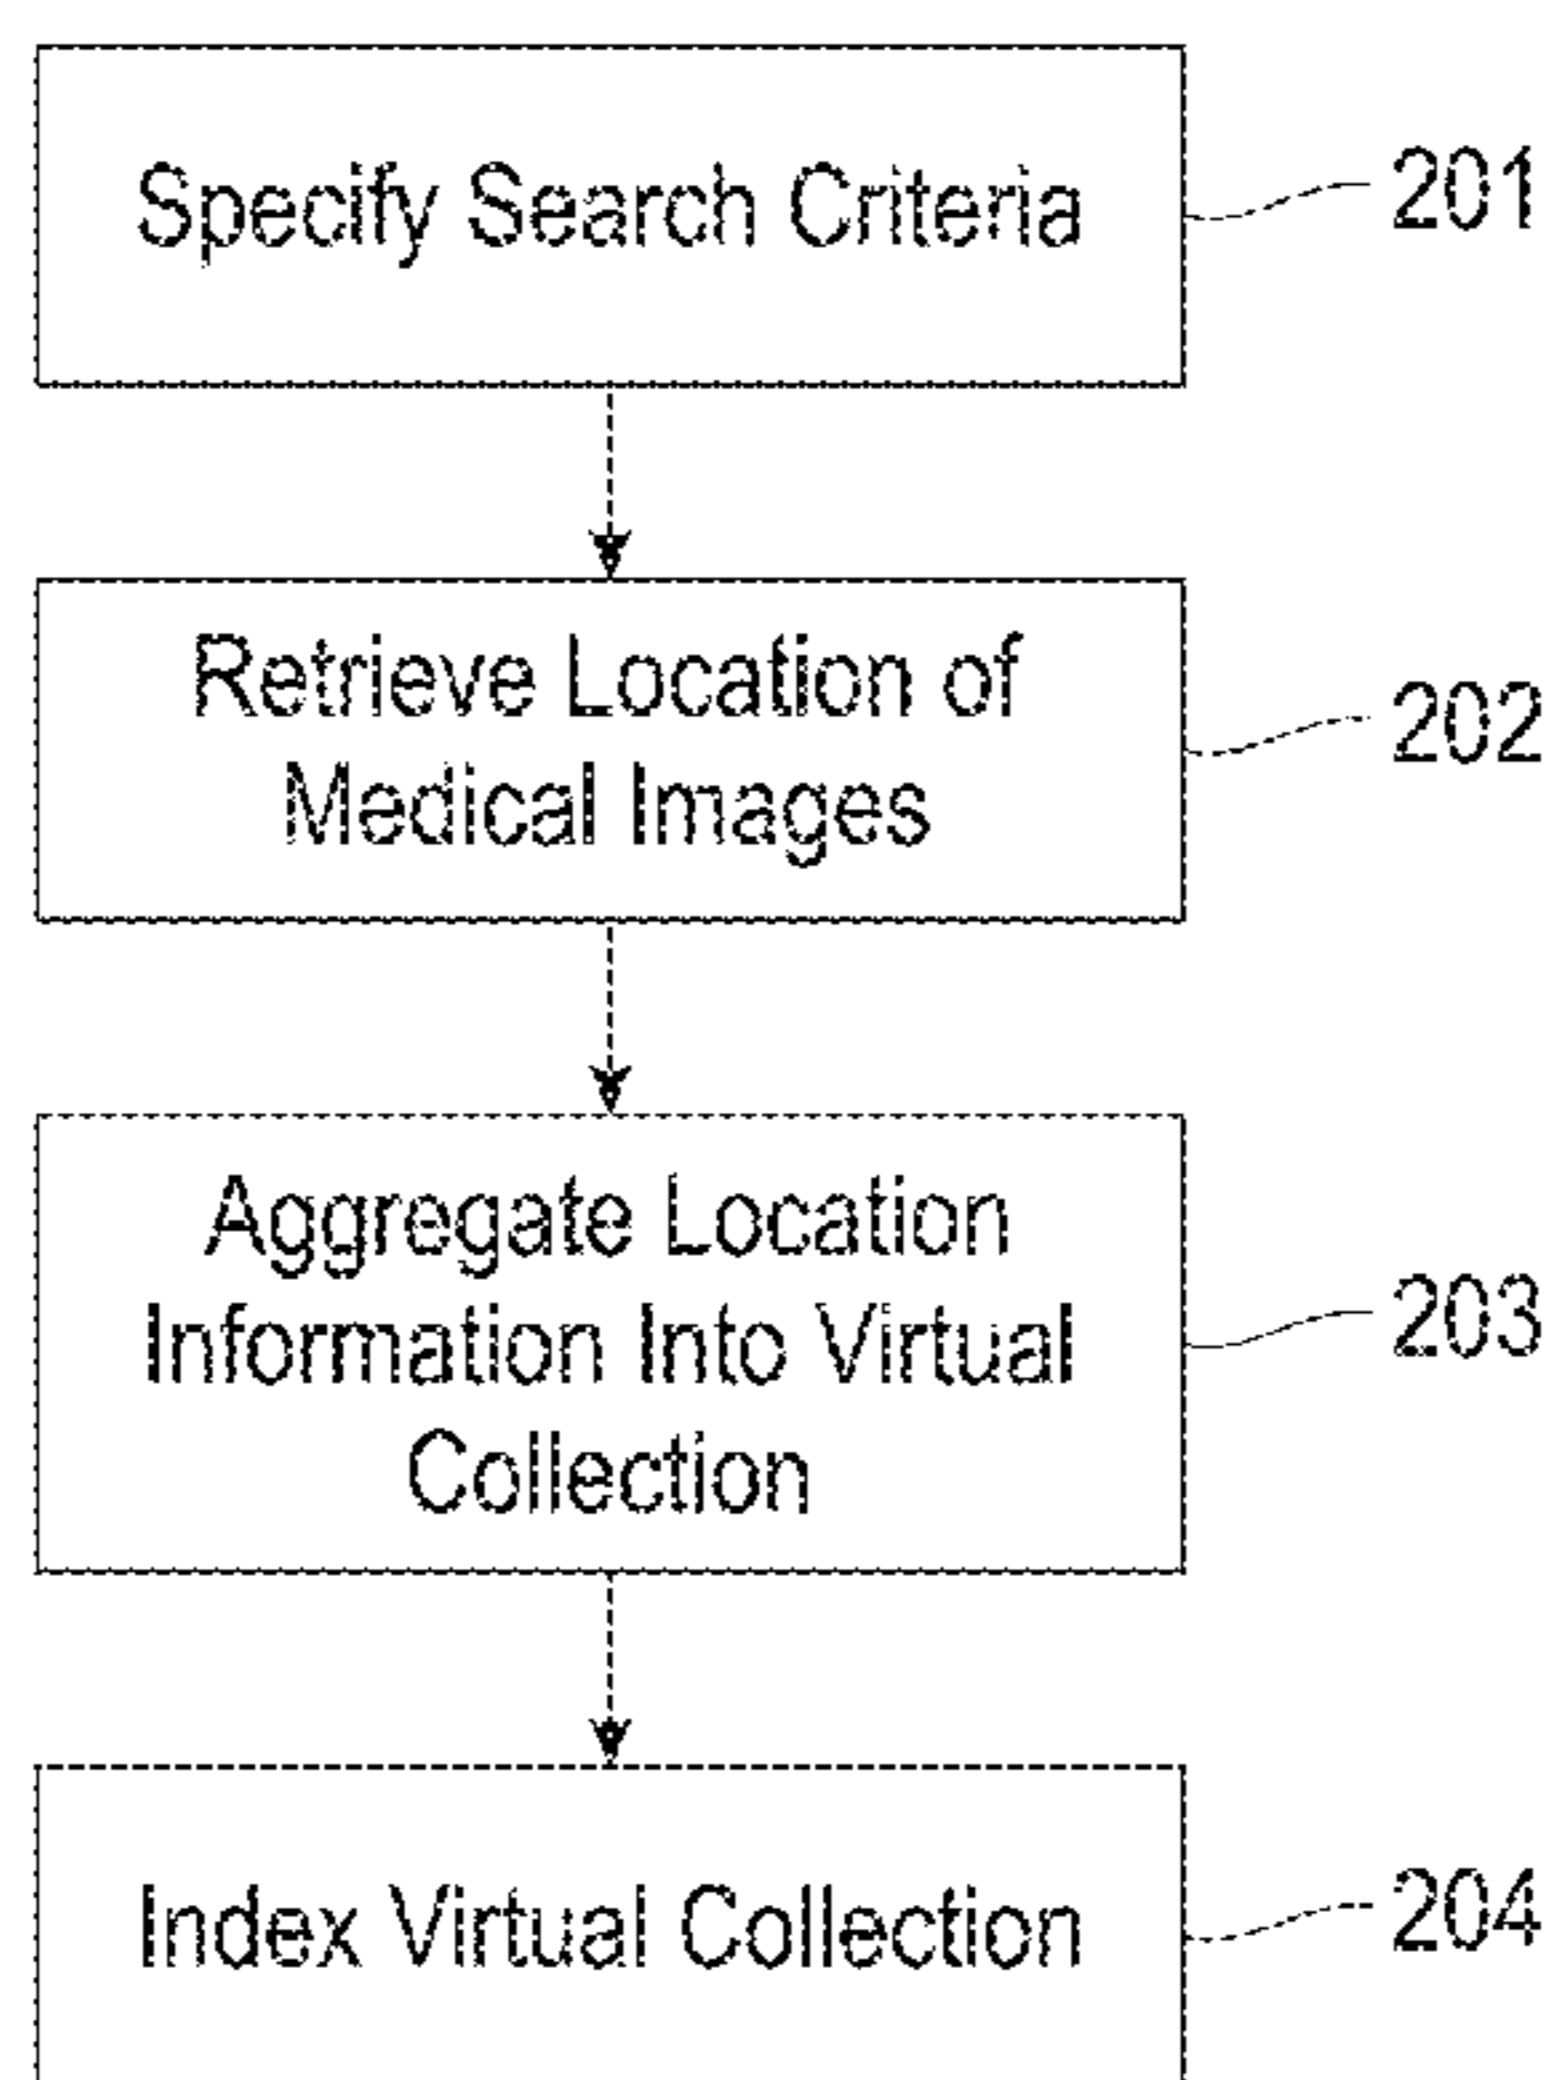 Specify Search Criteria
201
Retrieve Location of
Medical Images
202
Aggregate Location
Information Into Virtual
Collection
203
Index Virtual Collection
204